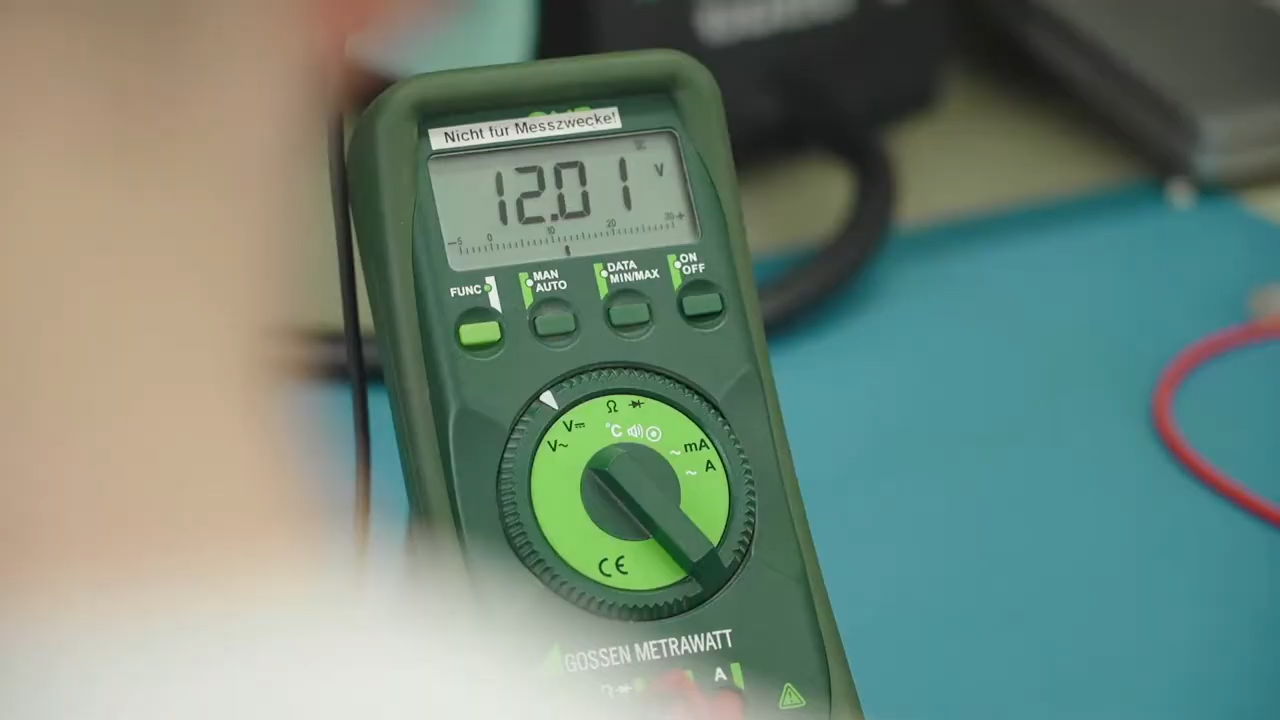 Nicht für Messzwecke!
12.01 V
-5 0 10 20 30+
FUNC
MAN
AUTO
DATA
MIN/MAX
ON
OFF
Ω
V⎓
V~
°C
~ mA
~ A
CE
GOSSEN METRAWATT
A